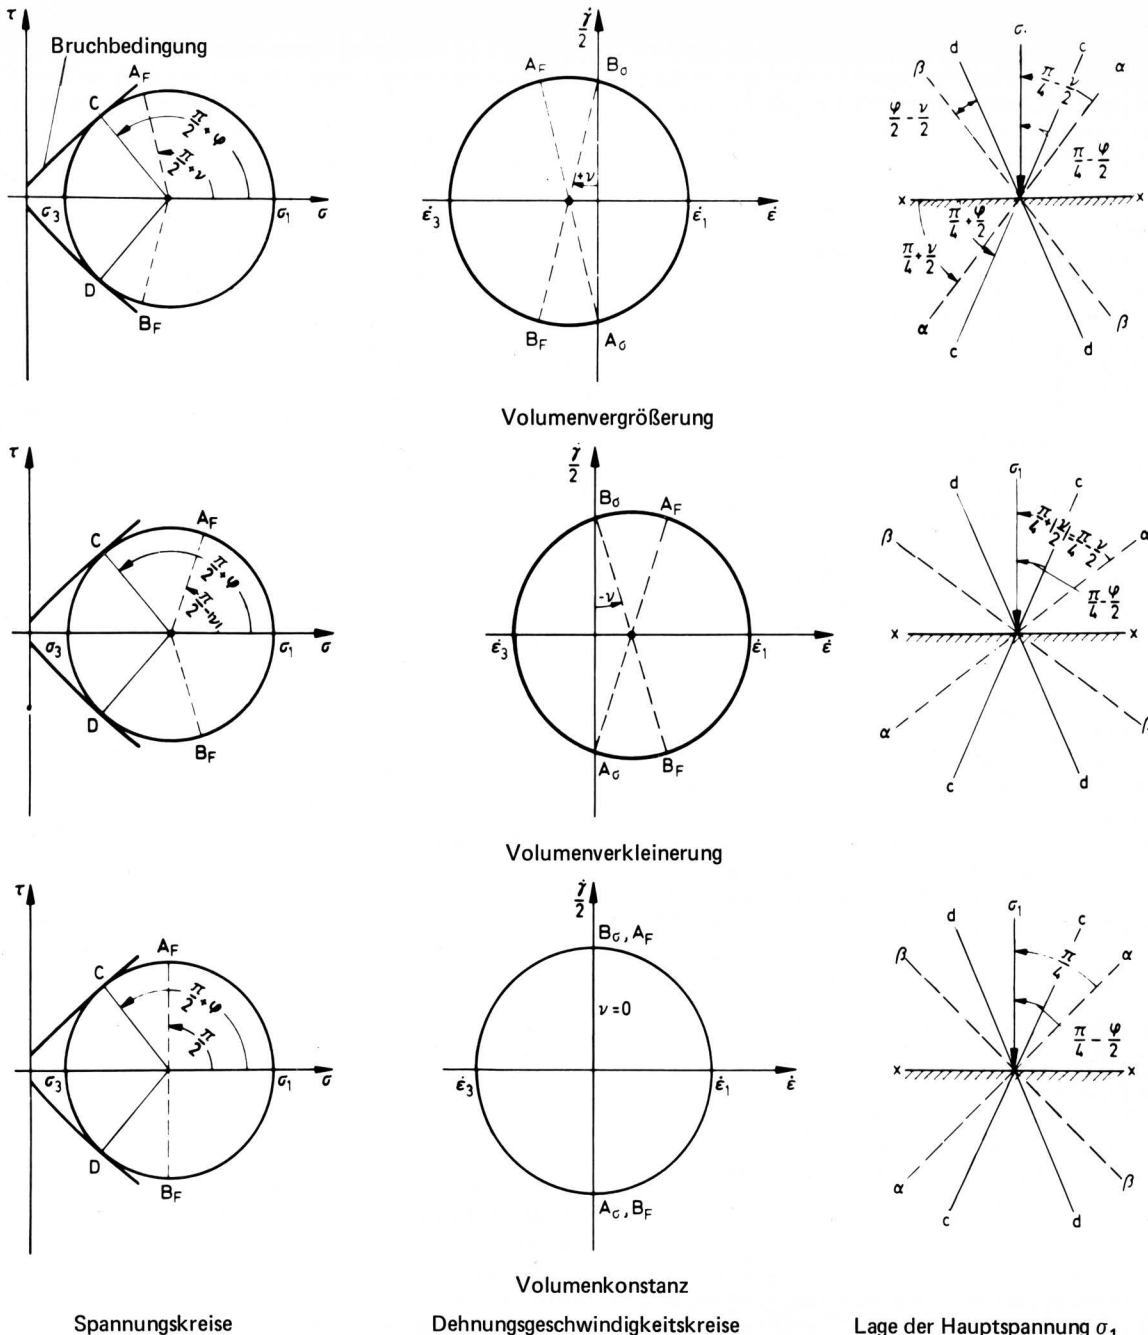 τ
Bruchbedingung
A_F
C
π/2 + φ
π/2 + ν
σ_3
σ_1
σ
D
B_F
γ̇/2
A_F
B_σ
+ν
ε̇_3
ε̇_1
ε̇
B_F
A_σ
σ.
d
c
β
α
π/4 - ν/2
φ/2 - ν/2
π/4 - φ/2
x
x
π/4 + φ/2
π/4 + ν/2
α
c
d
β
Volumenvergrößerung
τ
A_F
C
π/2 + φ
π/2 - |ν|
σ_3
σ_1
σ
D
B_F
γ̇/2
B_σ
A_F
-ν
ε̇_3
ε̇_1
ε̇
A_σ
B_F
σ_1
d
c
β
α
π/4 + |ν/2| = π/4 - ν/2
π/4 - φ/2
x
x
α
β
c
d
Volumenverkleinerung
τ
A_F
C
π/2 + φ
π/2
σ_3
σ_1
σ
D
B_F
γ̇/2
B_σ, A_F
ν = 0
ε̇_3
ε̇_1
ε̇
A_σ, B_F
σ_1
d
c
β
α
π/4
π/4 - φ/2
x
x
α
β
c
d
Volumenkonstanz
Spannungskreise
Dehnungsgeschwindigkeitskreise
Lage der Hauptspannung σ_1